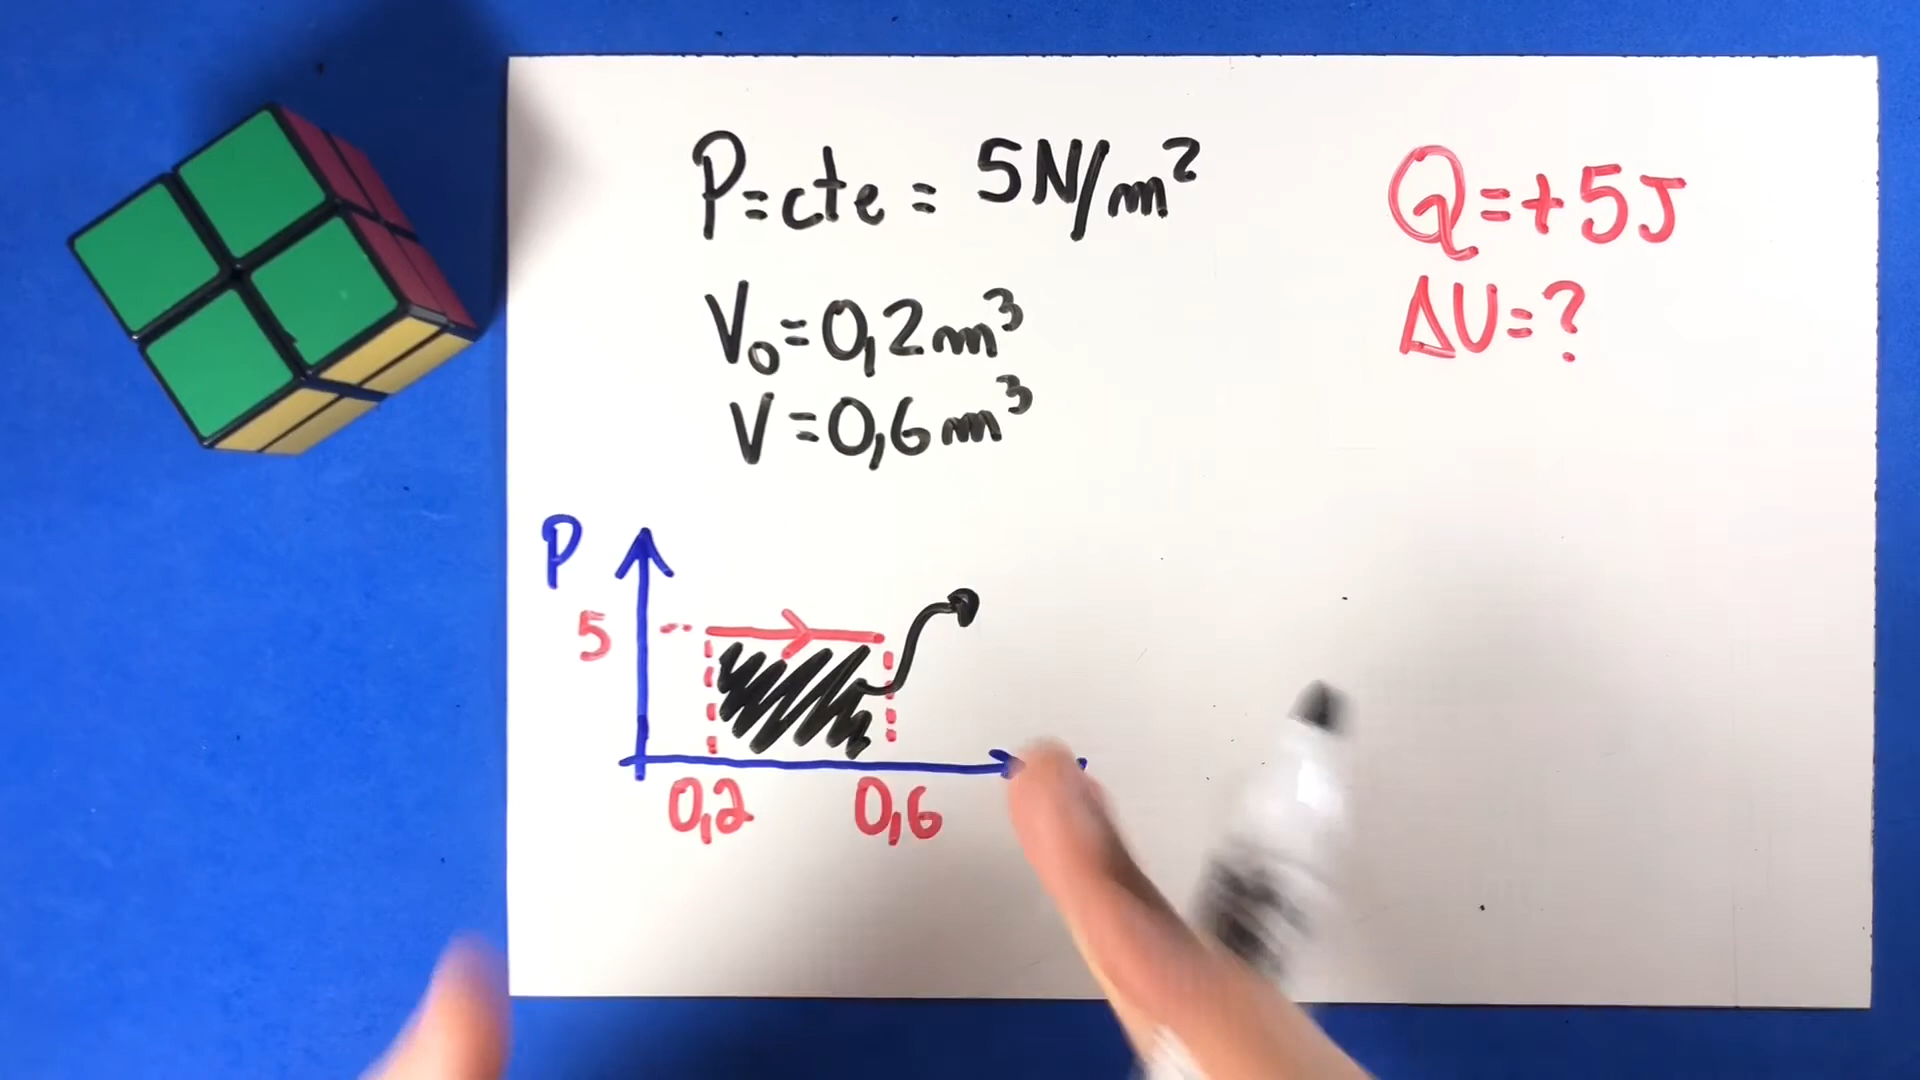 P=cte = 5N/m²
V₀=0,2m³
V=0,6m³
Q=+5J
ΔU=?
P
5
0,2 0,6